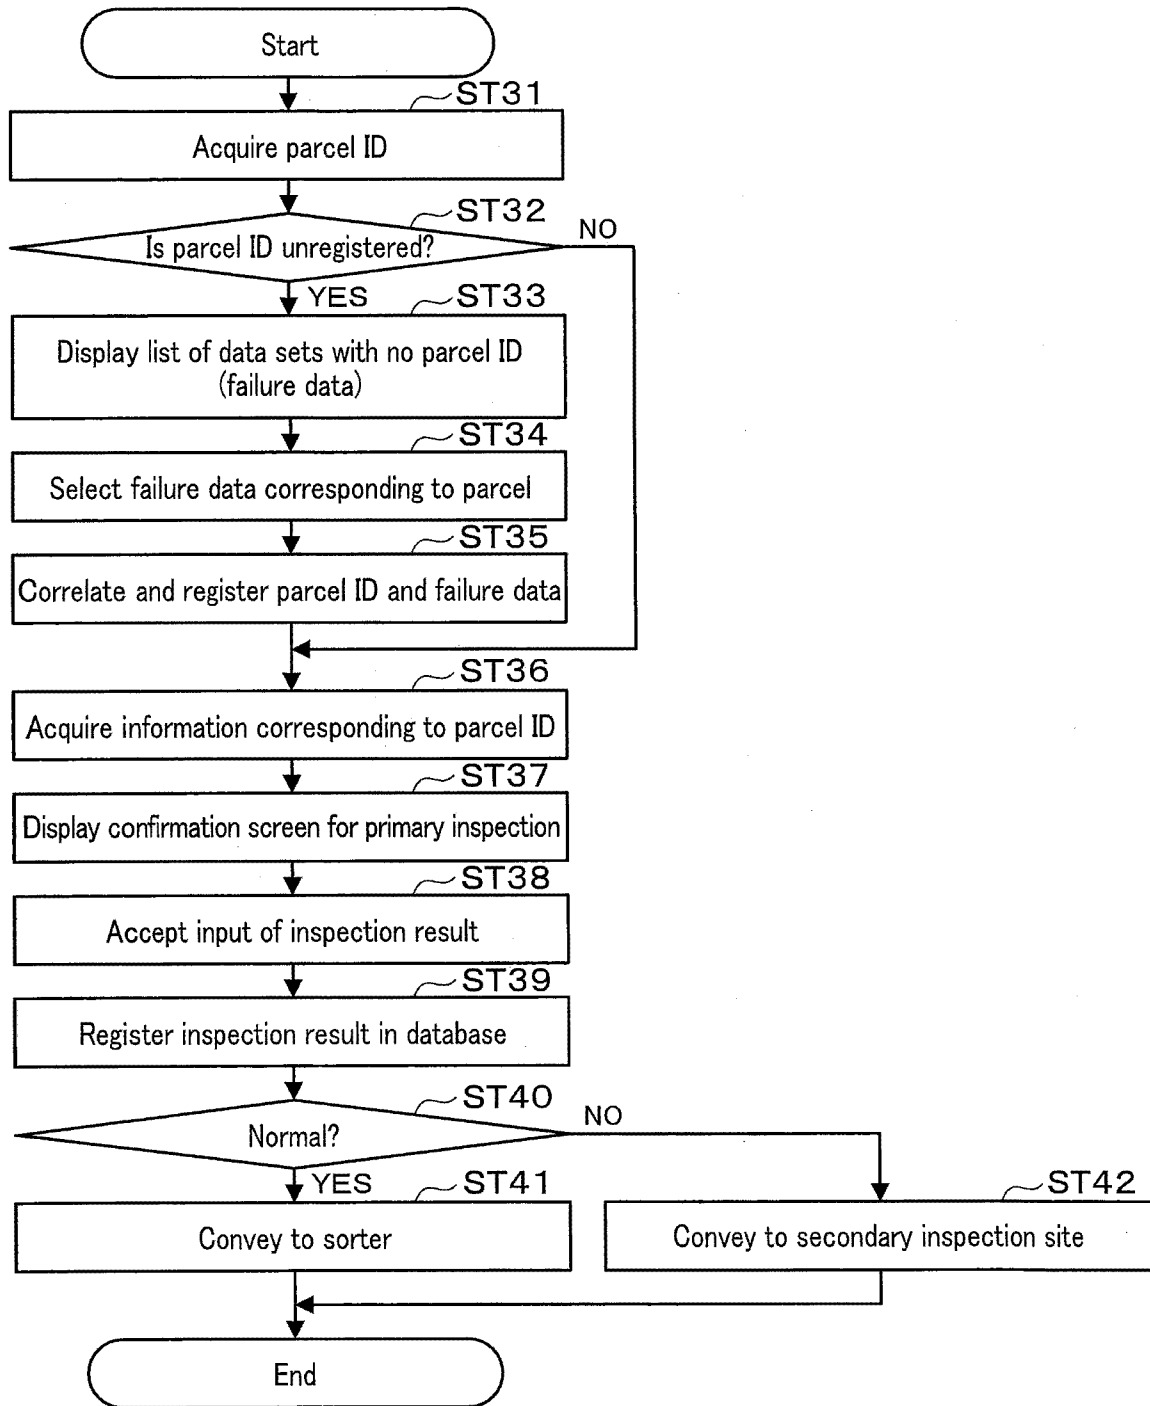 Start
ST31
Acquire parcel ID
ST32
Is parcel ID unregistered?
NO
YES
ST33
Display list of data sets with no parcel ID
(failure data)
ST34
Select failure data corresponding to parcel
ST35
Correlate and register parcel ID and failure data
ST36
Acquire information corresponding to parcel ID
ST37
Display confirmation screen for primary inspection
ST38
Accept input of inspection result
ST39
Register inspection result in database
ST40
Normal?
NO
YES
ST41
Convey to sorter
ST42
Convey to secondary inspection site
End